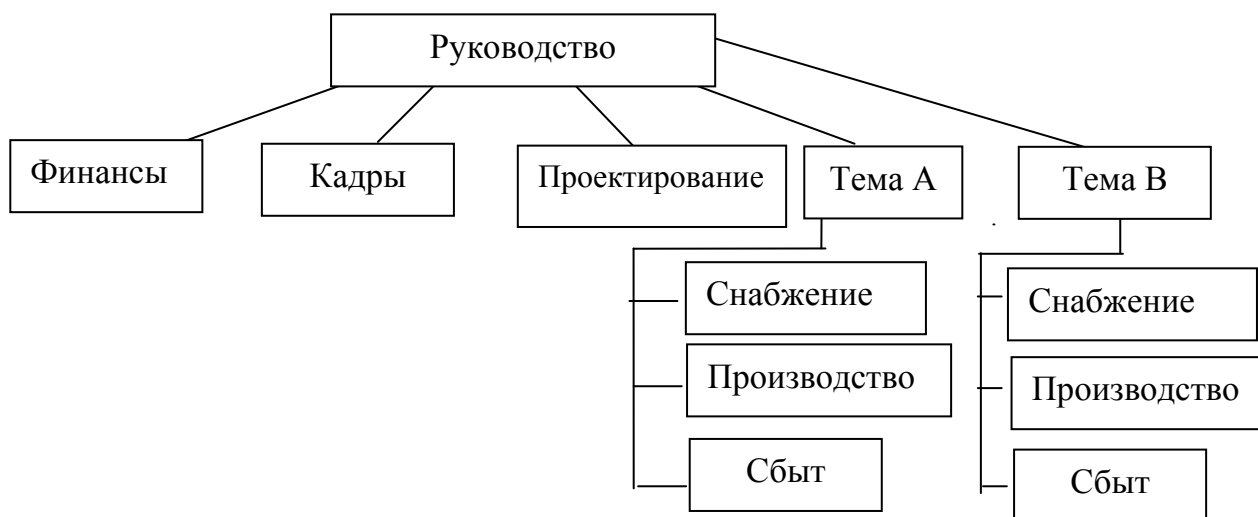 Руководство
Финансы
Кадры
Проектирование
Тема А
Тема В
Снабжение
Производство
Сбыт
Снабжение
Производство
Сбыт